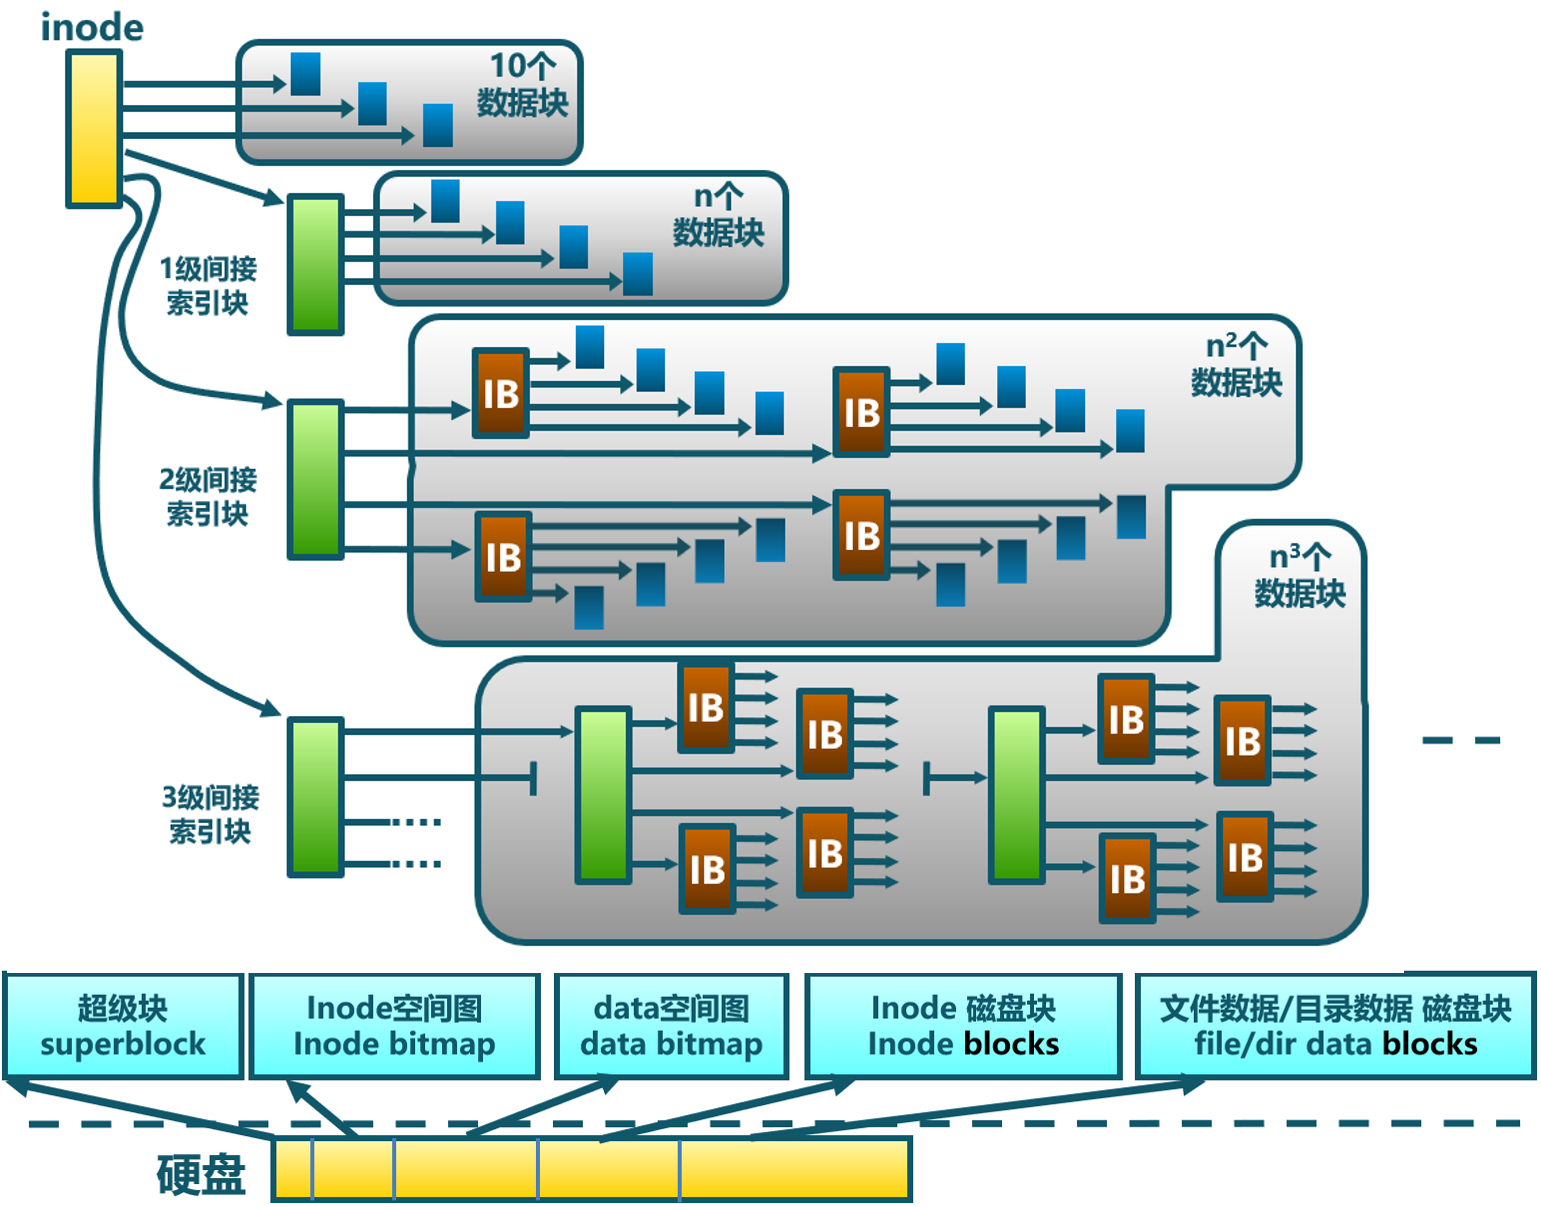 inode
10个
数据块
n个
数据块
1级间接
索引块
n²个
数据块
IB
IB
2级间接
索引块
IB
IB
n³个
数据块
IB
IB
IB
IB
3级间接
索引块
IB
IB
IB
IB
超级块
superblock
Inode空间图
Inode bitmap
data空间图
data bitmap
Inode 磁盘块
Inode blocks
文件数据/目录数据 磁盘块
file/dir data blocks
硬盘